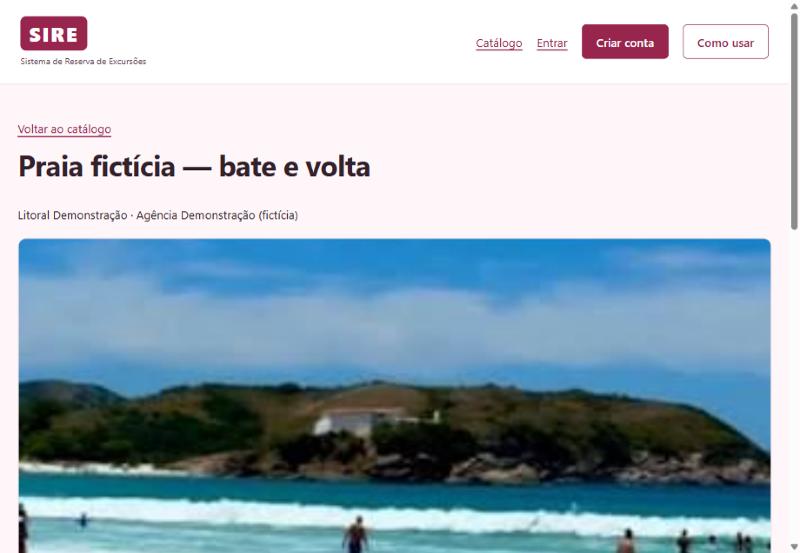 SIRE
Sistema de Reserva de Excursões
Catálogo
Entrar
Criar conta
Como usar
Voltar ao catálogo
Praia fictícia — bate e volta
Litoral Demonstração · Agência Demonstração (fictícia)